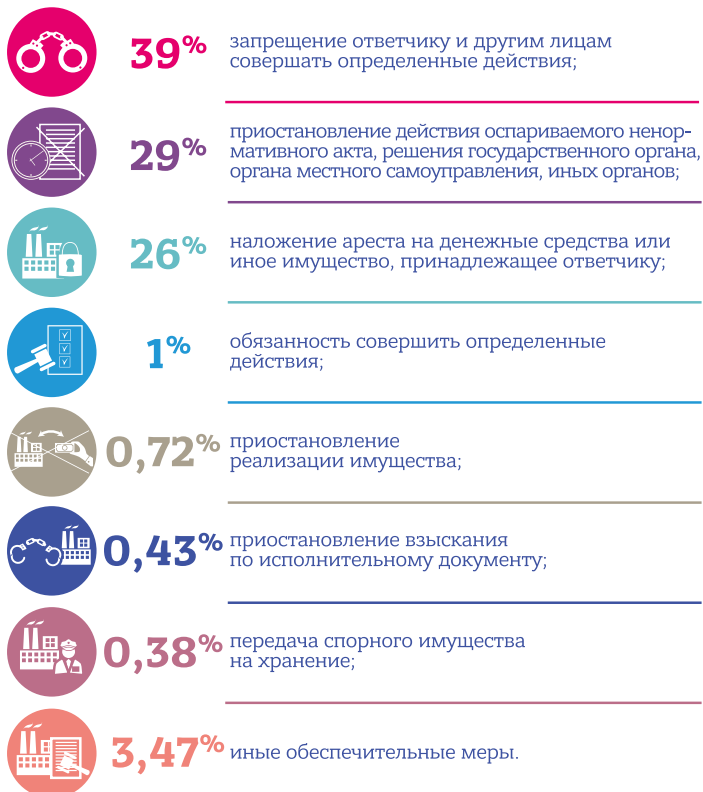 39%
запрещение ответчику и другим лицам
совершать определенные действия;
29%
приостановление действия оспариваемого ненор-
мативного акта, решения государственного органа,
органа местного самоуправления, иных органов;
26%
наложение ареста на денежные средства или
иное имущество, принадлежащее ответчику;
1%
обязанность совершить определенные
действия;
0,72%
приостановление
реализации имущества;
0,43%
приостановление взыскания
по исполнительному документу;
0,38%
передача спорного имущества
на хранение;
3,47%
иные обеспечительные меры.